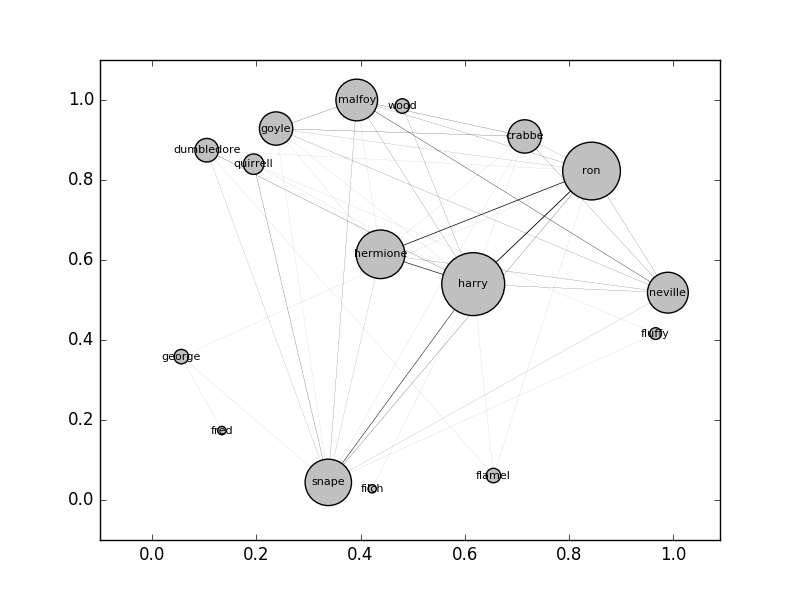 malfoy
1.0
wood
goyle
crabbe
dumbledore
quirrell
ron
0.8
hermione
0.6
harry
neville
fluffy
0.4
george
0.2
fred
snape
filch
flamel
0.0
0.0 0.2 0.4 0.6 0.8 1.0